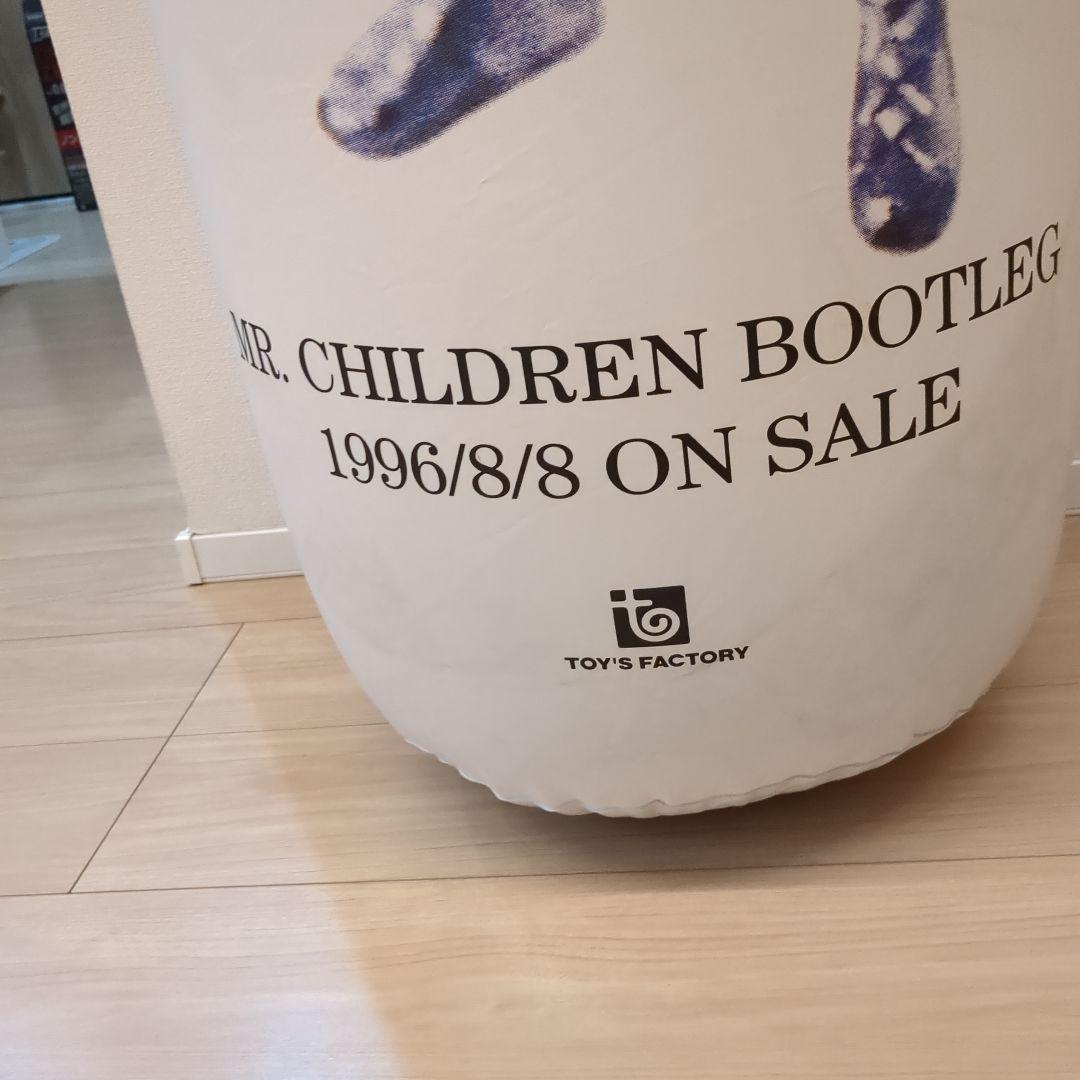 MR. CHILDREN BOOTLEG
1996/8/8 ON SALE
TOY'S FACTORY